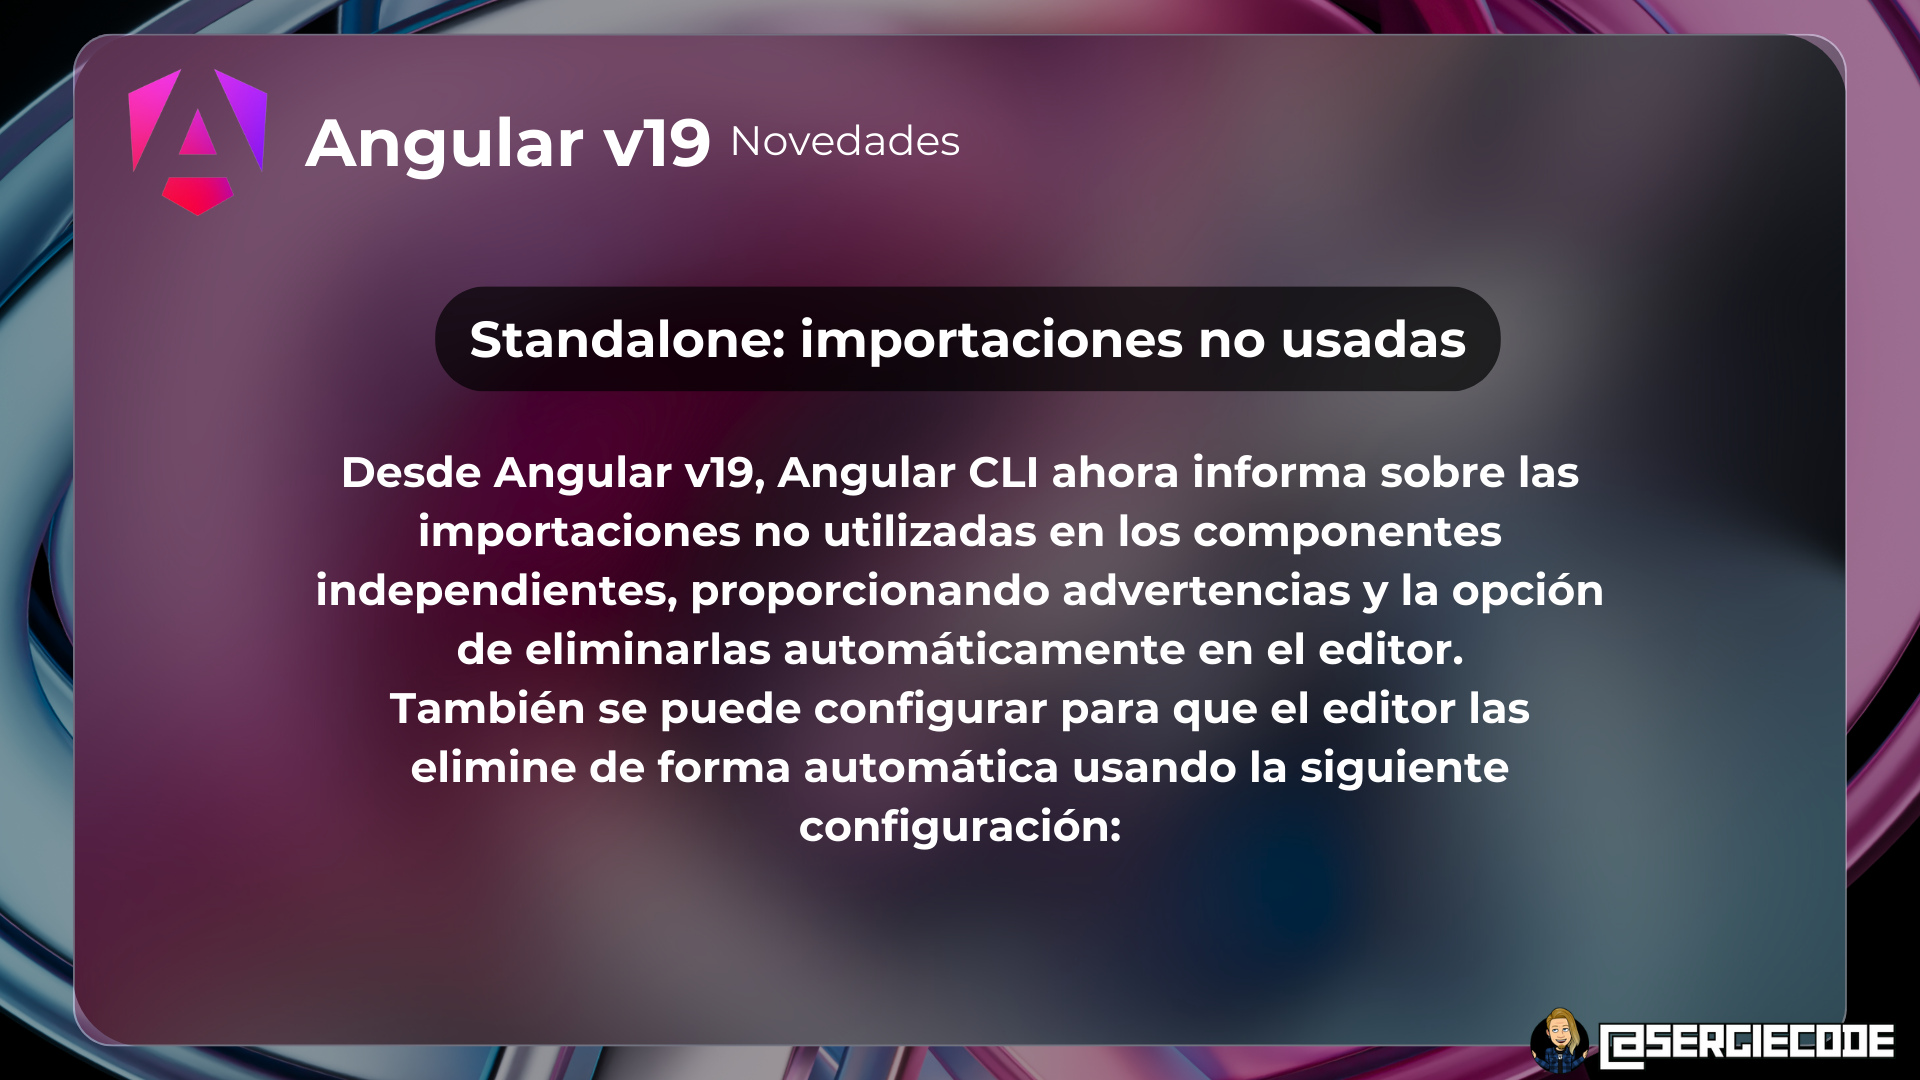 Angular v19 Novedades
Standalone: importaciones no usadas
Desde Angular v19, Angular CLI ahora informa sobre las
importaciones no utilizadas en los componentes
independientes, proporcionando advertencias y la opción
de eliminarlas automáticamente en el editor.
También se puede configurar para que el editor las
elimine de forma automática usando la siguiente
configuración:
@SERGIECODE